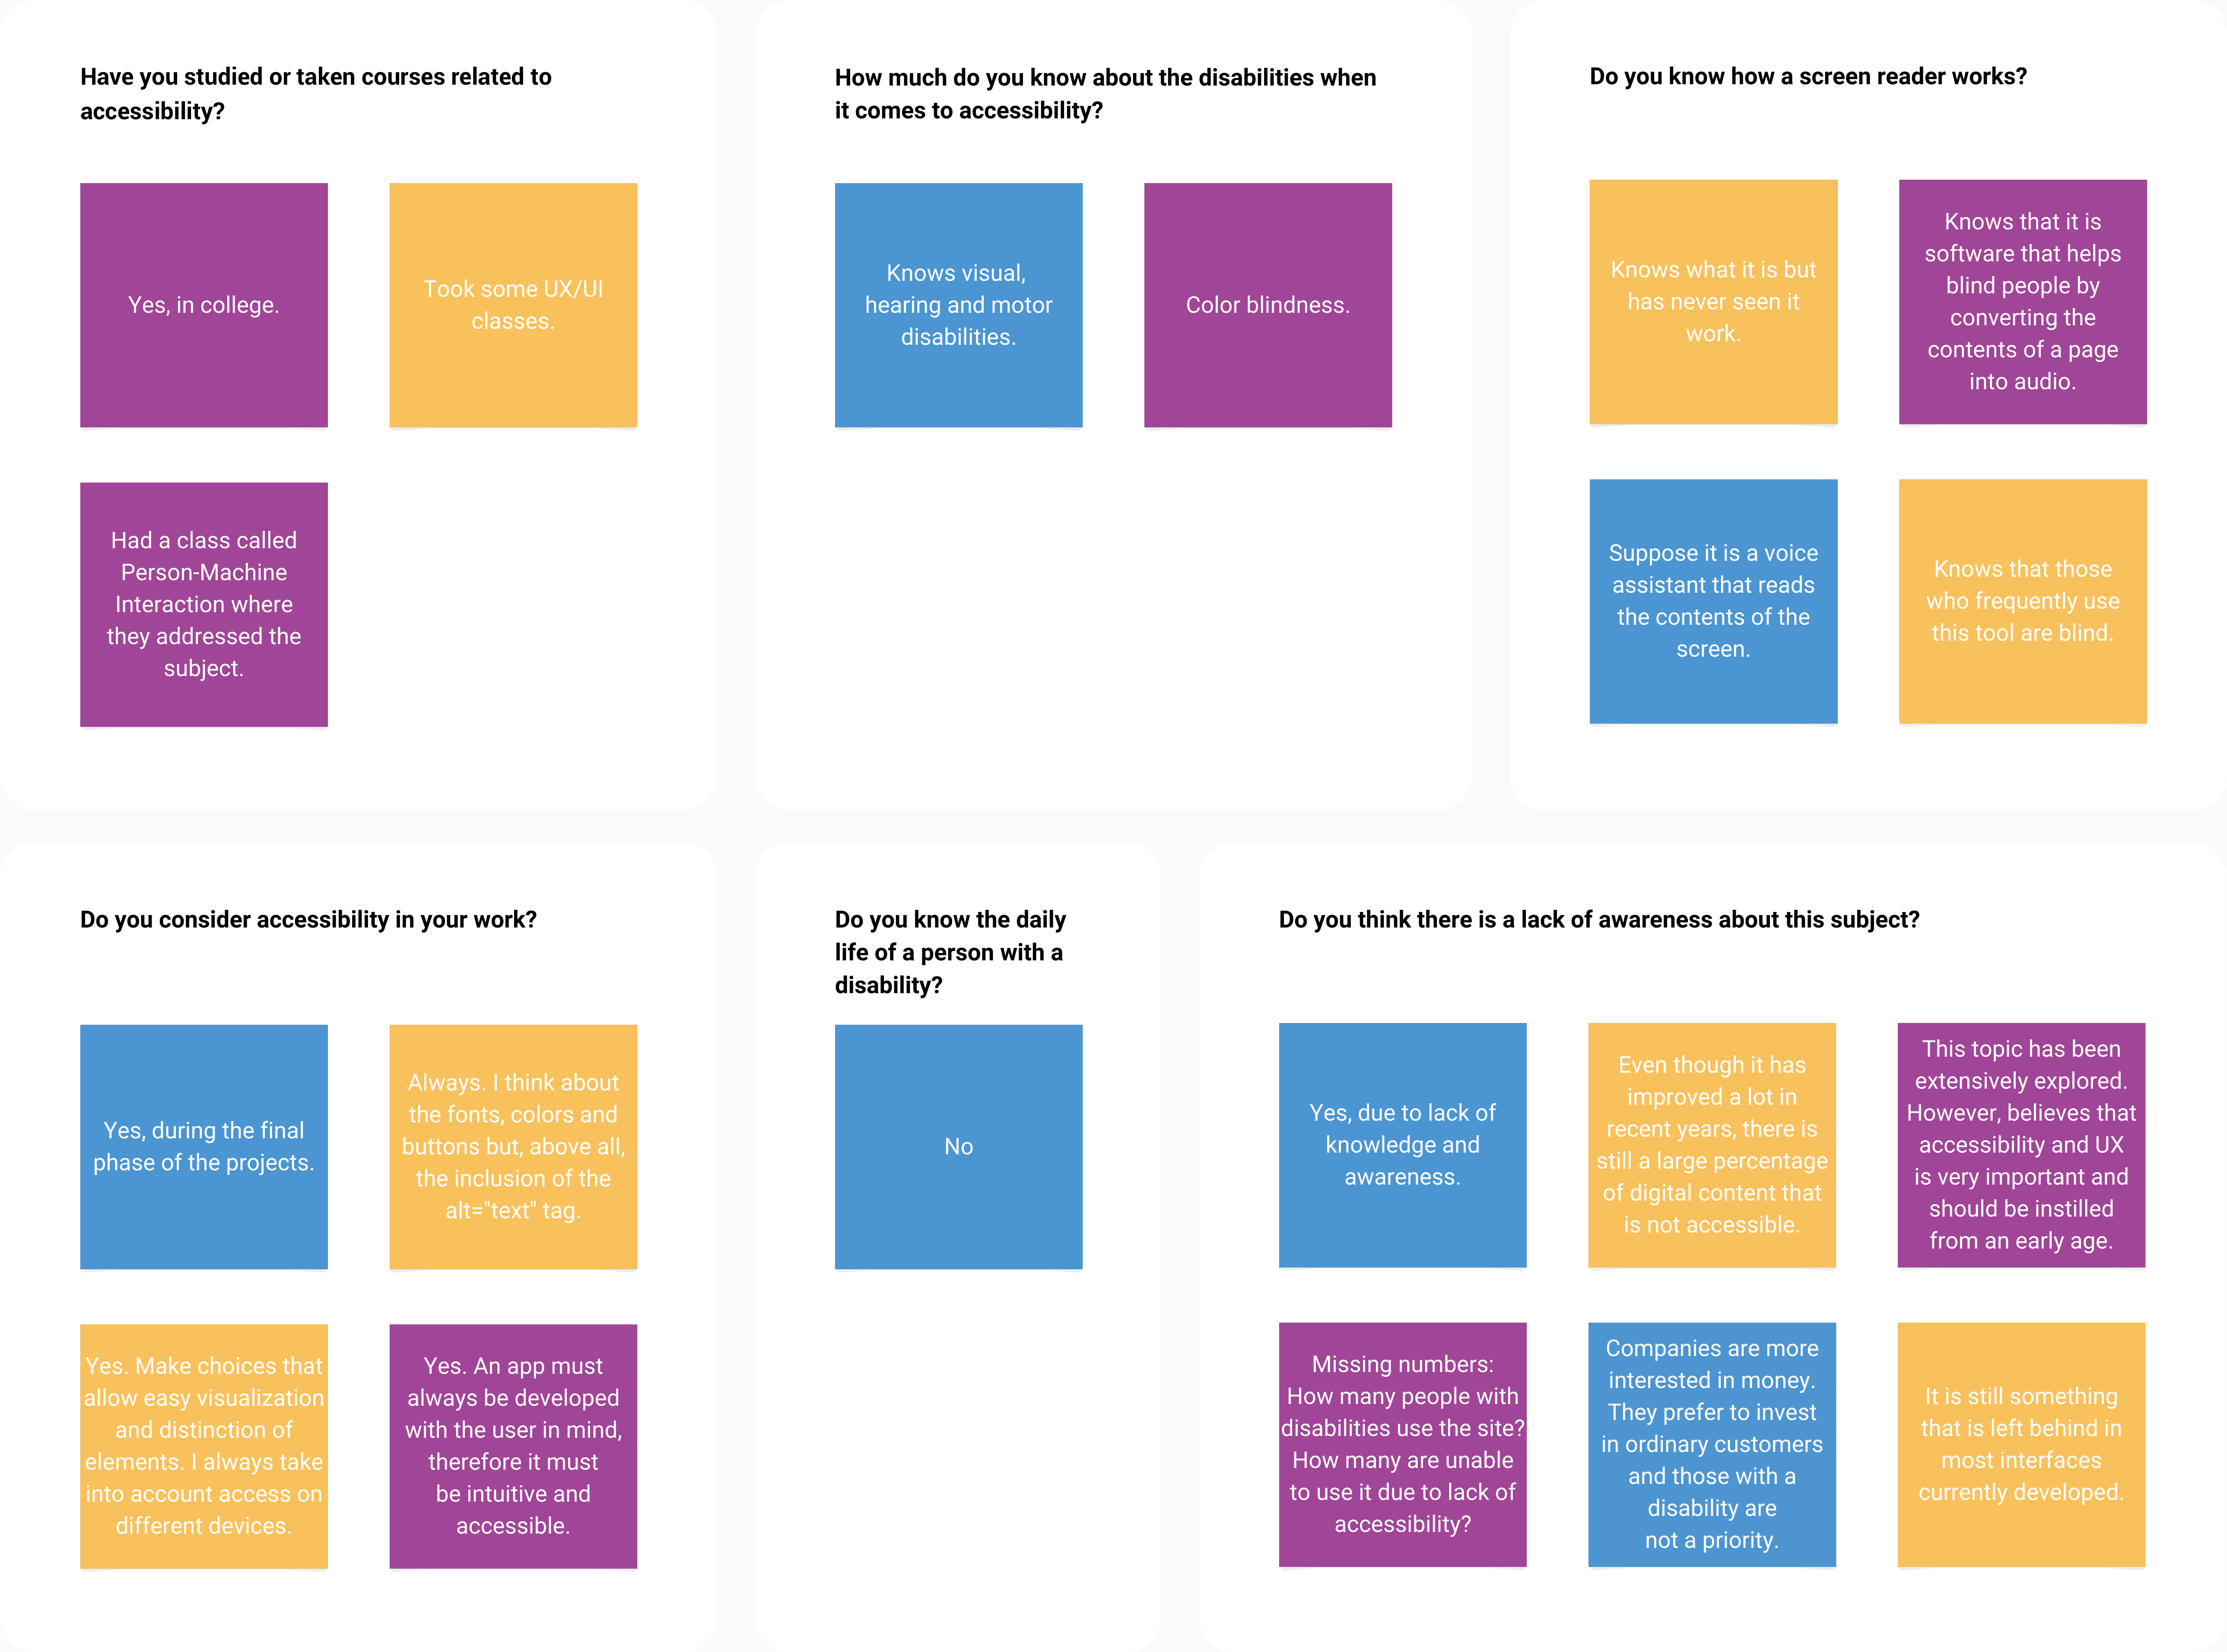 Have you studied or taken courses related to
accessibility?
Yes, in college.
Took some UX/UI
classes.
Had a class called
Person-Machine
Interaction where
they addressed the
subject.
How much do you know about the disabilities when
it comes to accessibility?
Knows visual,
hearing and motor
disabilities.
Color blindness.
Do you know how a screen reader works?
Knows what it is but
has never seen it
work.
Knows that it is
software that helps
blind people by
converting the
contents of a page
into audio.
Suppose it is a voice
assistant that reads
the contents of the
screen.
Knows that those
who frequently use
this tool are blind.
Do you consider accessibility in your work?
Yes, during the final
phase of the projects.
Always. I think about
the fonts, colors and
buttons but, above all,
the inclusion of the
alt="text" tag.
Yes. Make choices that
allow easy visualization
and distinction of
elements. I always take
into account access on
different devices.
Yes. An app must
always be developed
with the user in mind,
therefore it must
be intuitive and
accessible.
Do you know the daily
life of a person with a
disability?
No
Do you think there is a lack of awareness about this subject?
Yes, due to lack of
knowledge and
awareness.
Even though it has
improved a lot in
recent years, there is
still a large percentage
of digital content that
is not accessible.
This topic has been
extensively explored.
However, believes that
accessibility and UX
is very important and
should be instilled
from an early age.
Missing numbers:
How many people with
disabilities use the site?
How many are unable
to use it due to lack of
accessibility?
Companies are more
interested in money.
They prefer to invest
in ordinary customers
and those with a
disability are
not a priority.
It is still something
that is left behind in
most interfaces
currently developed.